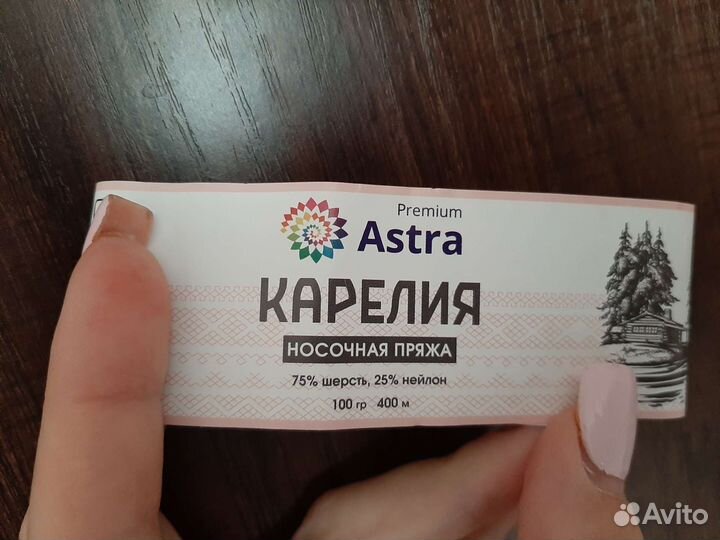 Premium
Astra
КАРЕЛИЯ
НОСОЧНАЯ ПРЯЖА
75% шерсть, 25% нейлон
100 гр 400 м
Avito